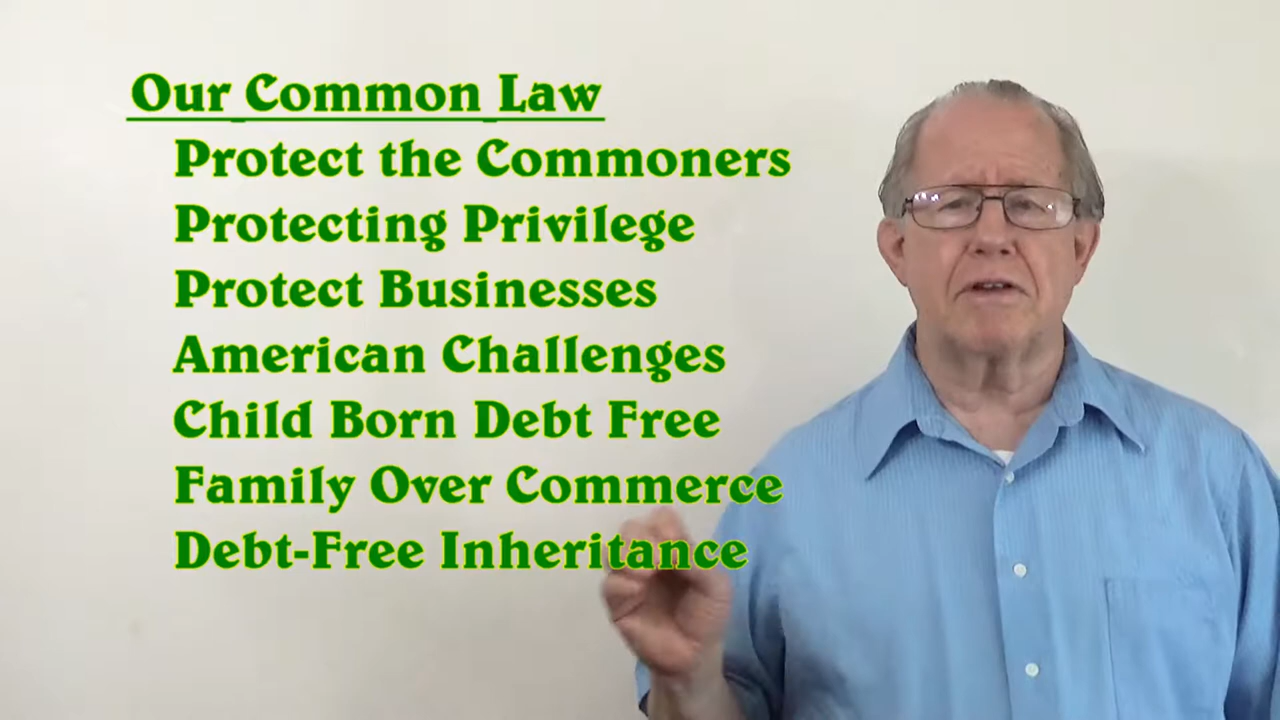 Our Common Law
Protect the Commoners
Protecting Privilege
Protect Businesses
American Challenges
Child Born Debt Free
Family Over Commerce
Debt-Free Inheritance